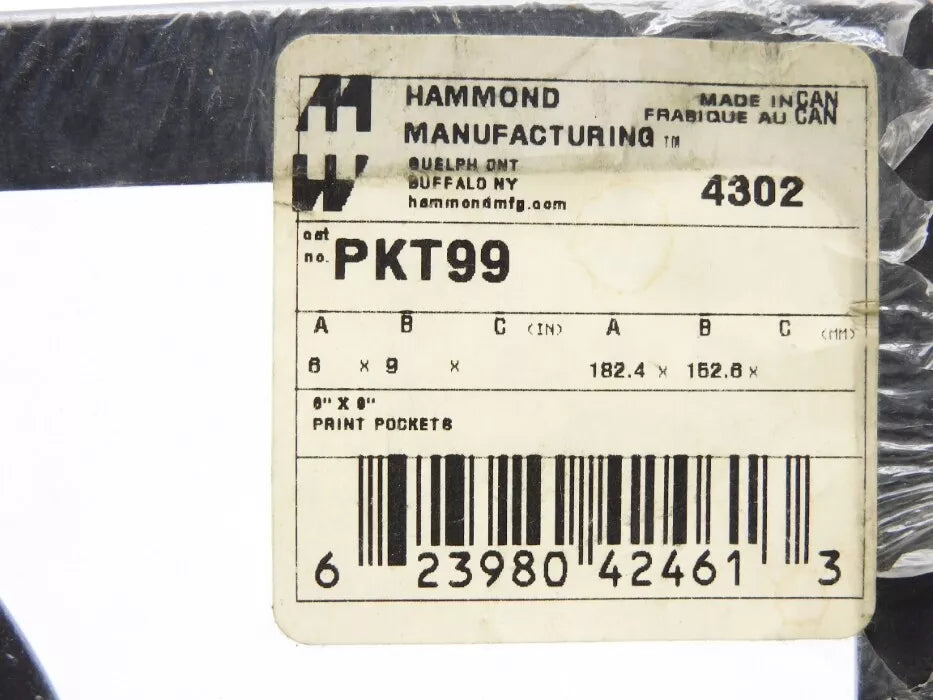 HAMMOND
MANUFACTURING TM
GUELPH ONT
BUFFALO NY
hammondmfg.com
MADE IN CAN
FRABIQUE AU CAN
4302
cat no. PKT99
A B C (IN) A B C (MM)
6 x 9 x 182.4 x 152.6 x
6" X 9"
PRINT POCKETS
6 23980 42461 3